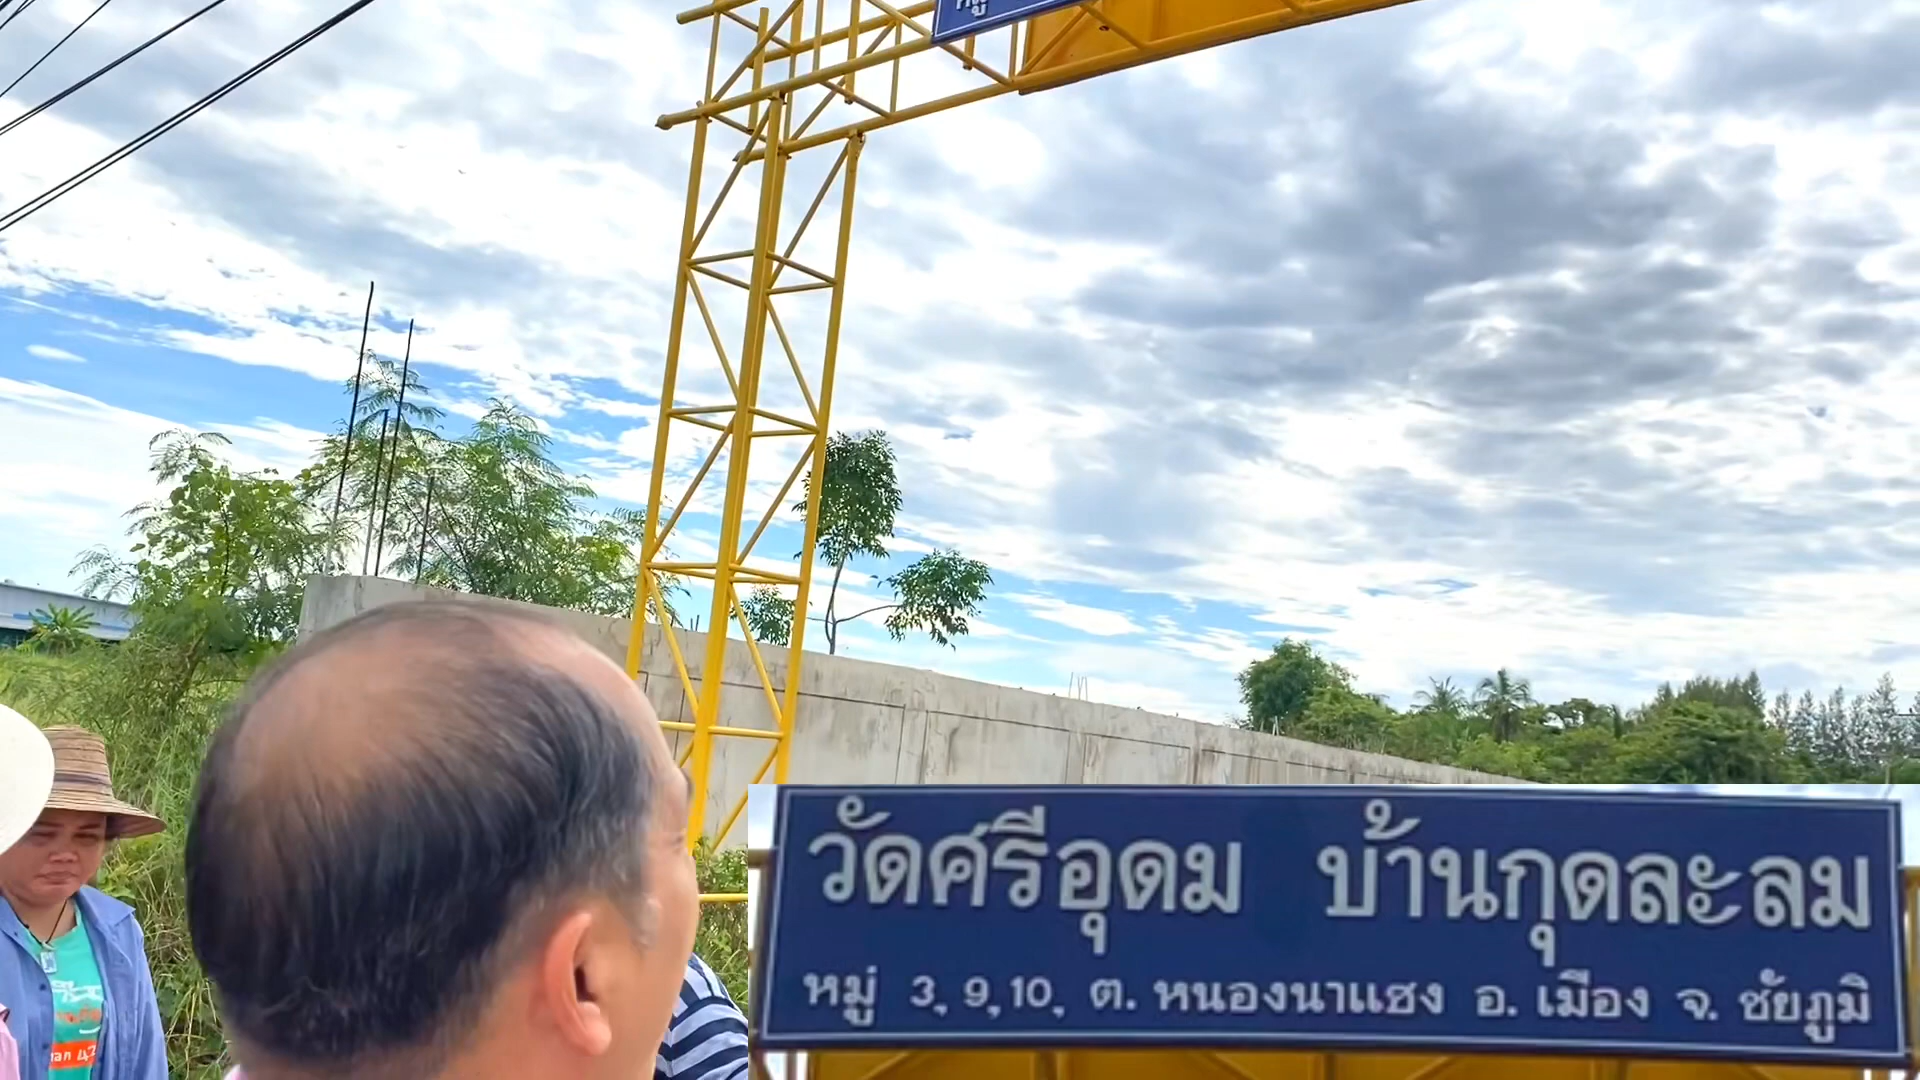 วัดศรีอุดม บ้านกุดละลม
หมู่ 3, 9,10, ต. หนองนาแซง อ. เมือง จ. ชัยภูมิ